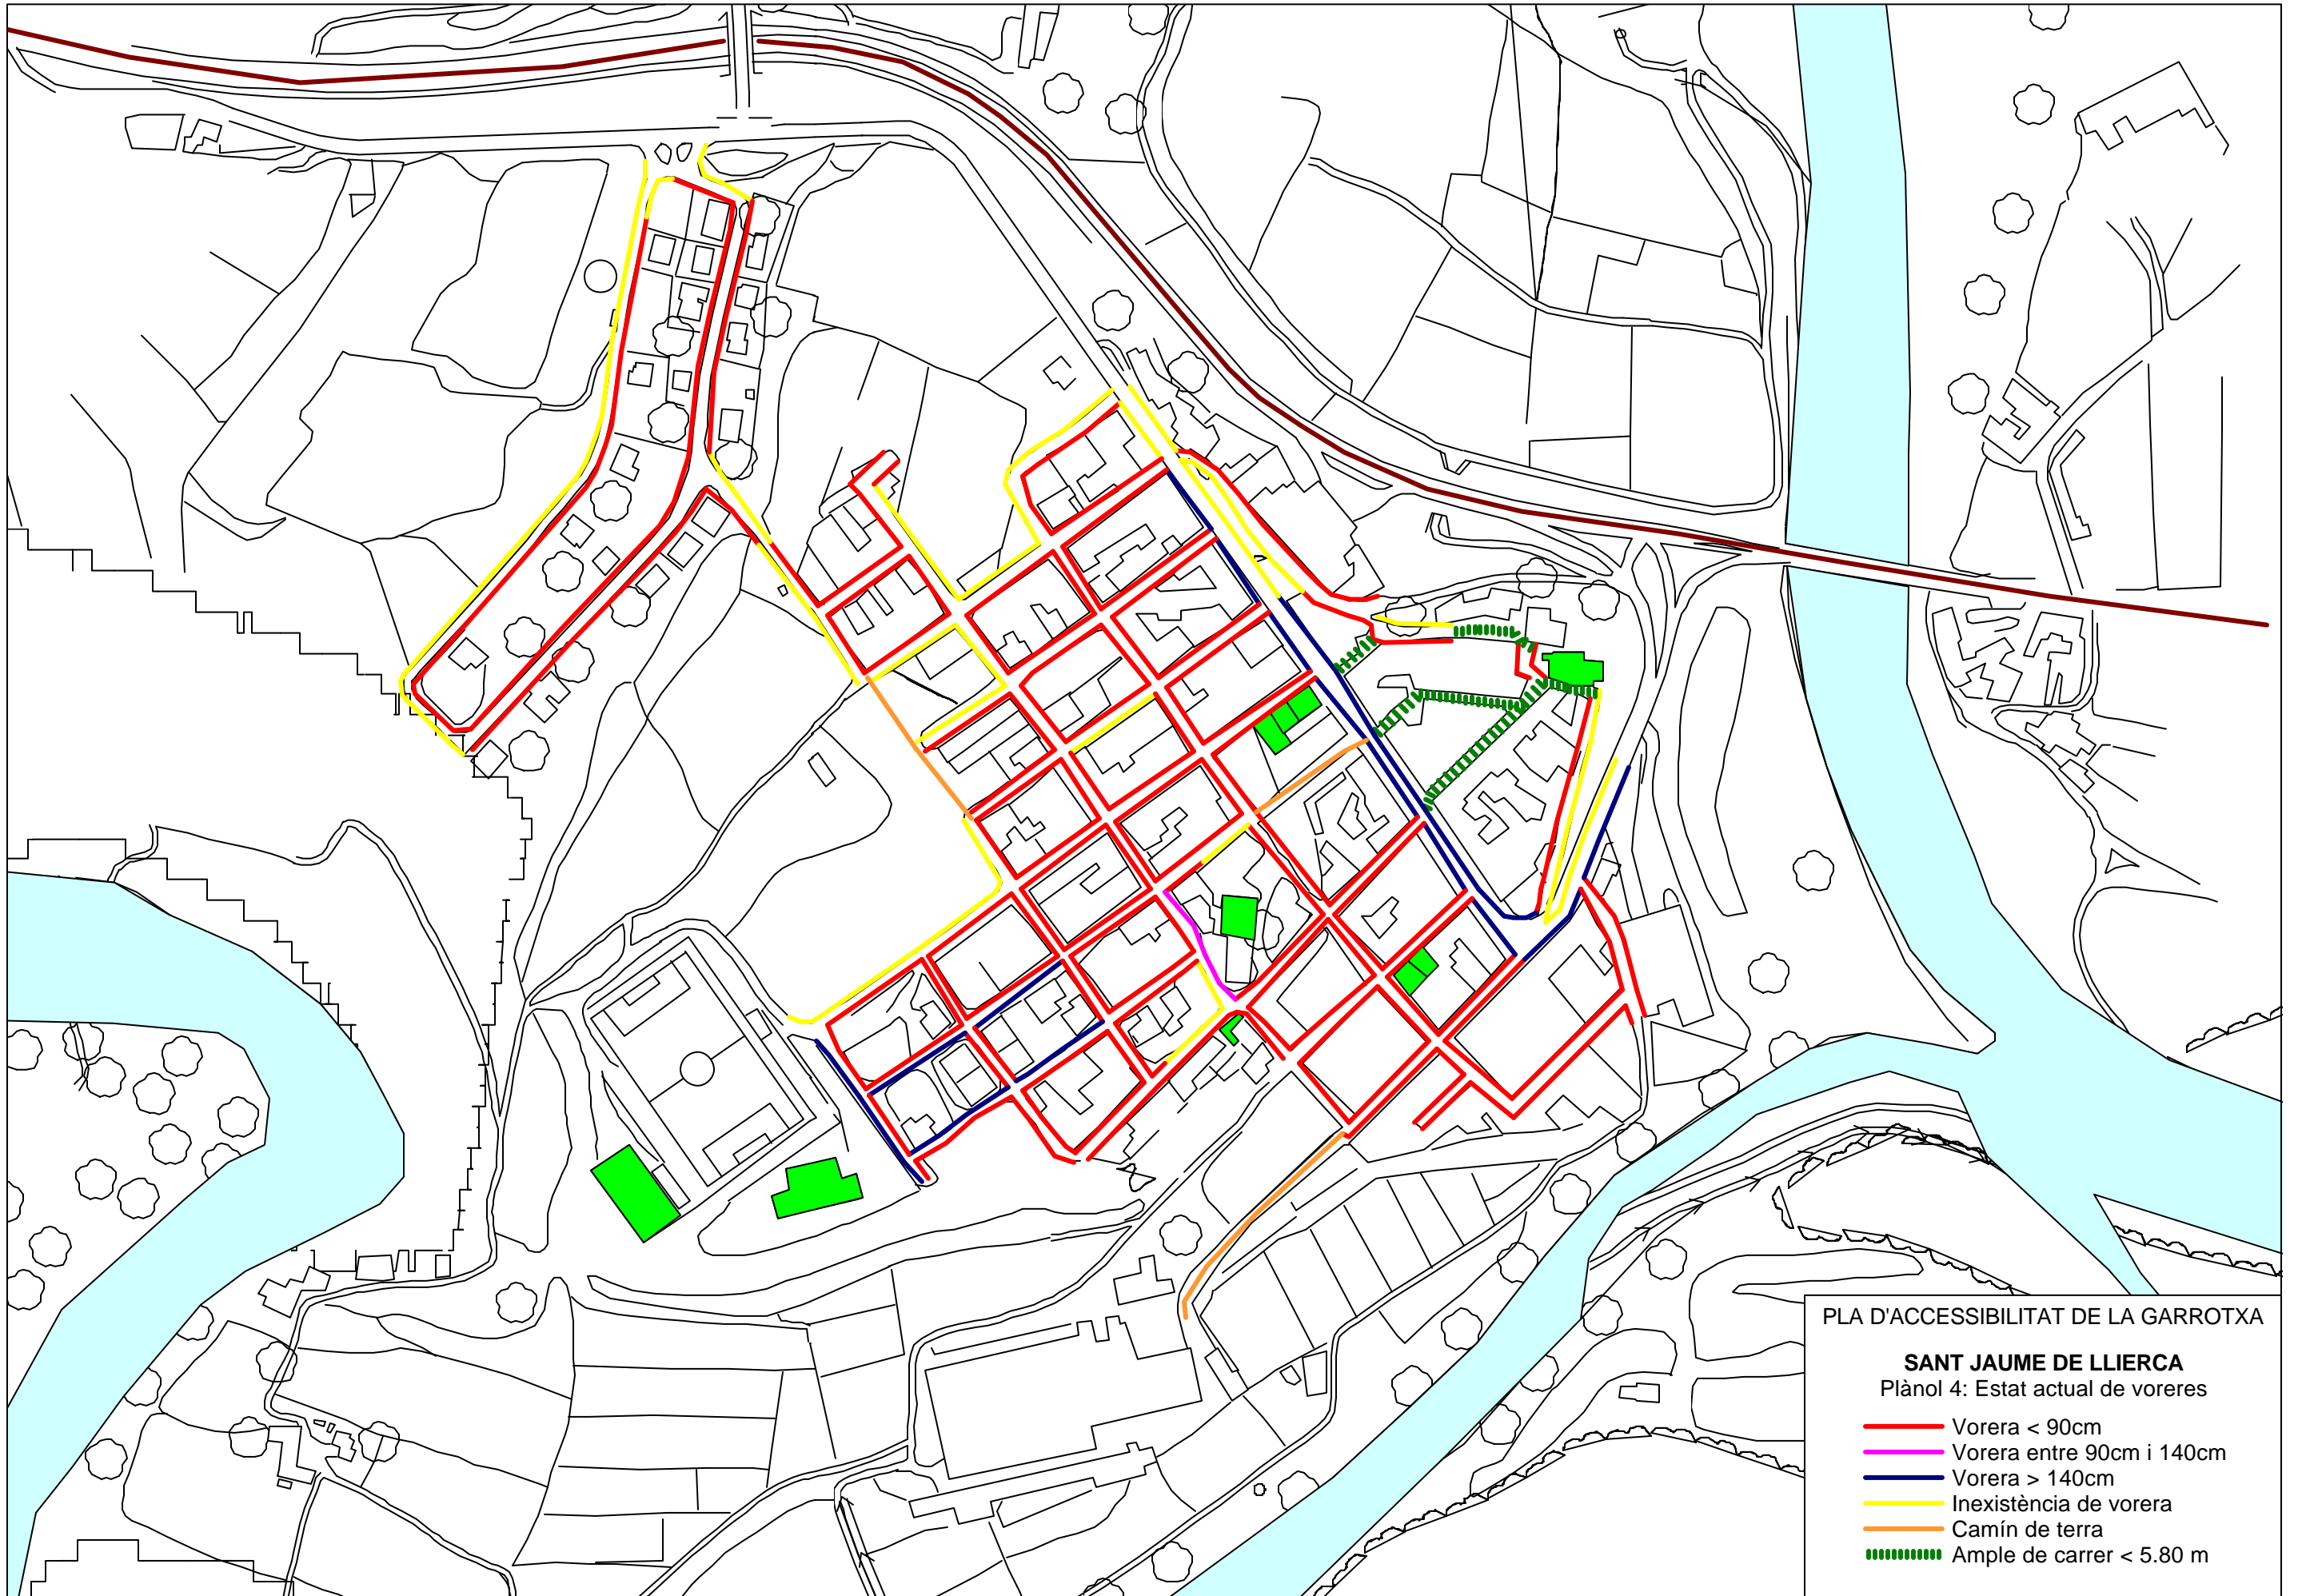 PLA D'ACCESSIBILITAT DE LA GARROTXA
SANT JAUME DE LLIERCA
Plànol 4: Estat actual de voreres
Vorera < 90cm
Vorera entre 90cm i 140cm
Vorera > 140cm
Inexistència de vorera
Camín de terra
Ample de carrer < 5.80 m